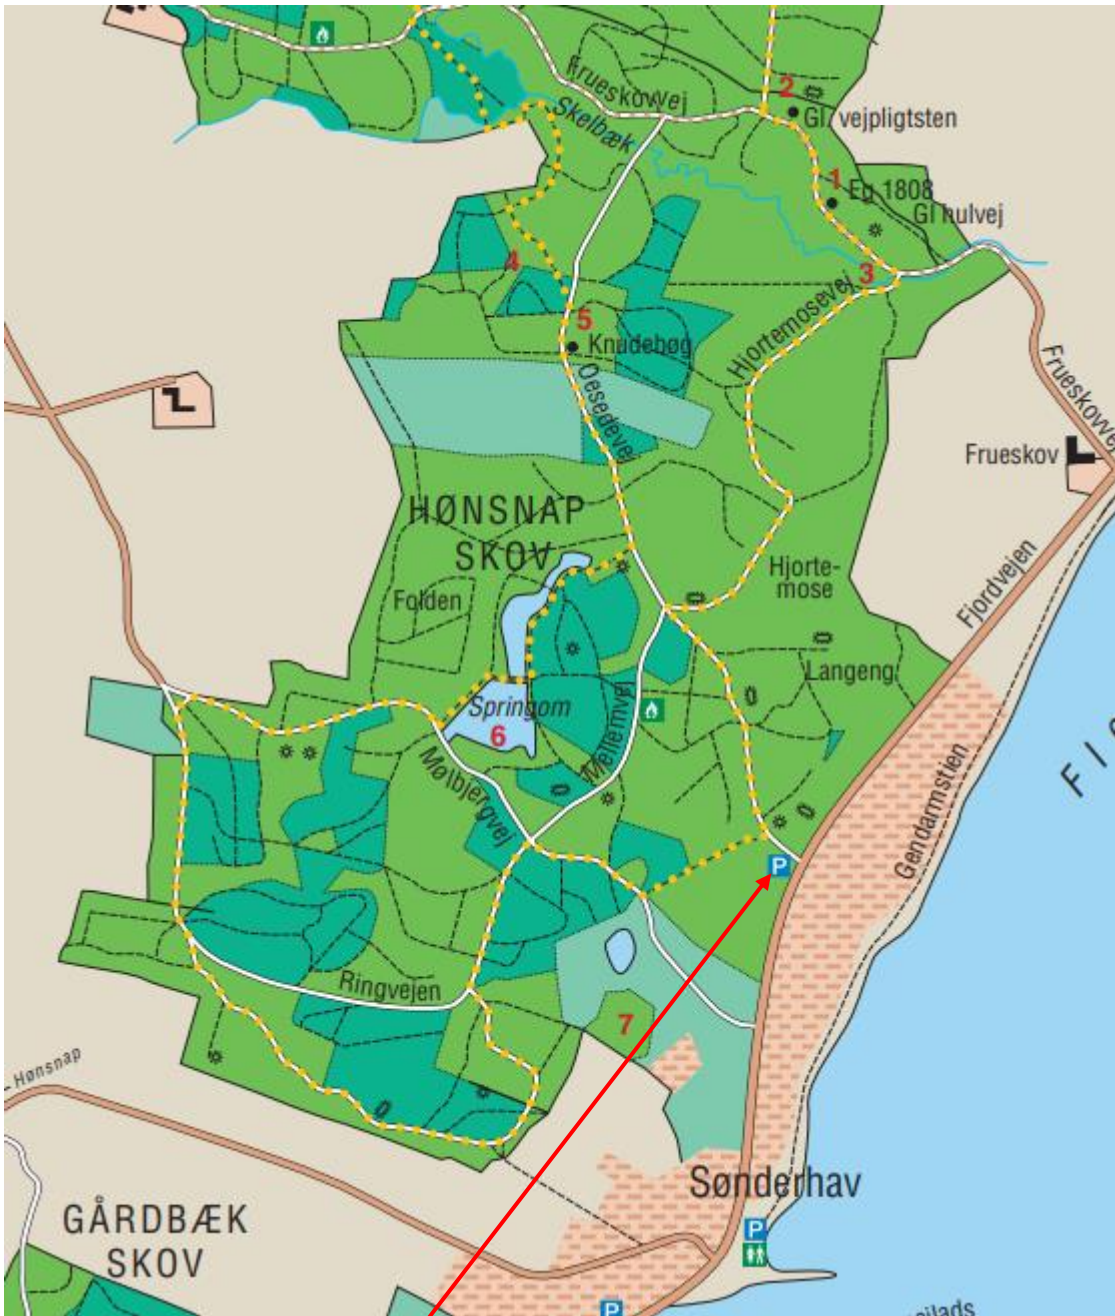 Frueskovvej
Skelbæk
2
Gl. vejpligtsten
1
Eg 1808
Gl hulvej
4
3
Hjortemosevej
5
Knudebøg
Oesedevej
Frueskovvej
Frueskov
HØNSNAP
SKOV
Hjorte-
mose
Folden
Fjordvejen
Langeng
Springom
6
Mellemvej
Mølbjergvej
Gendarmstien
P
Ringvejen
7
Hønsnap
Sønderhav
GÅRDBÆK
SKOV
P
P